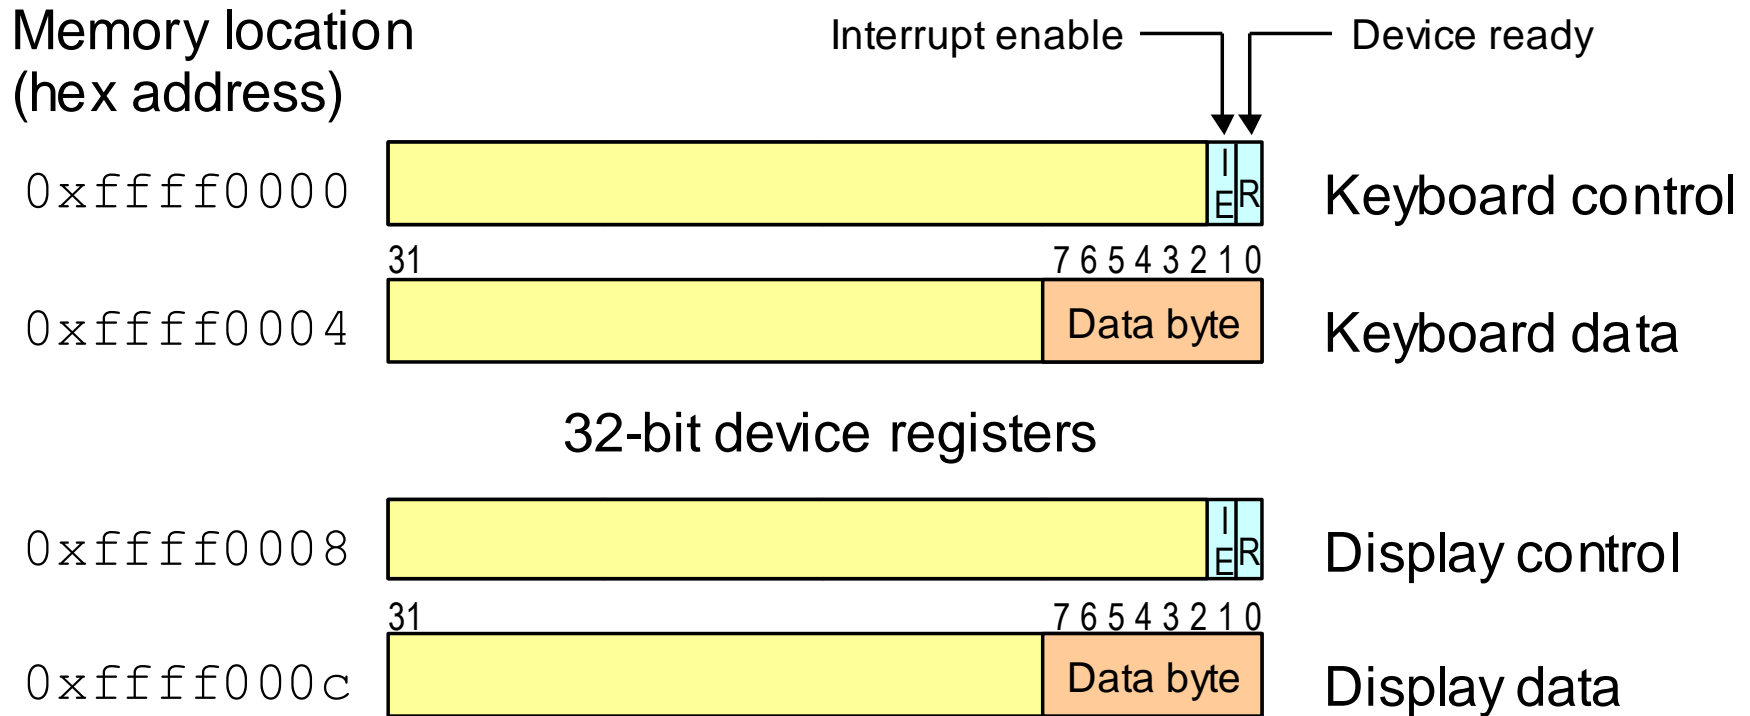 Memory location
(hex address)
Interrupt enable
Device ready
0xffff0000
I
E
R
Keyboard control
31
7 6 5 4 3 2 1 0
0xffff0004
Data byte
Keyboard data
32-bit device registers
0xffff0008
I
E
R
Display control
31
7 6 5 4 3 2 1 0
0xffff000c
Data byte
Display data